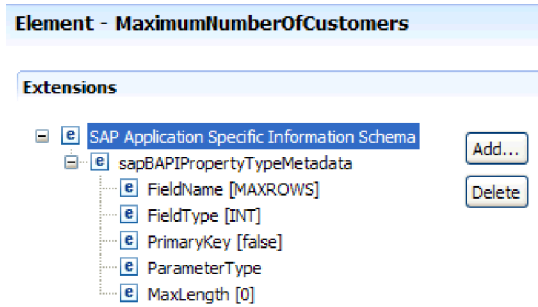 Element - MaximumNumberOfCustomers
Extensions
SAP Application Specific Information Schema
Add...
sapBAPIPropertyTypeMetadata
FieldName [MAXROWS]
Delete
FieldType [INT]
PrimaryKey [false]
ParameterType
MaxLength [0]